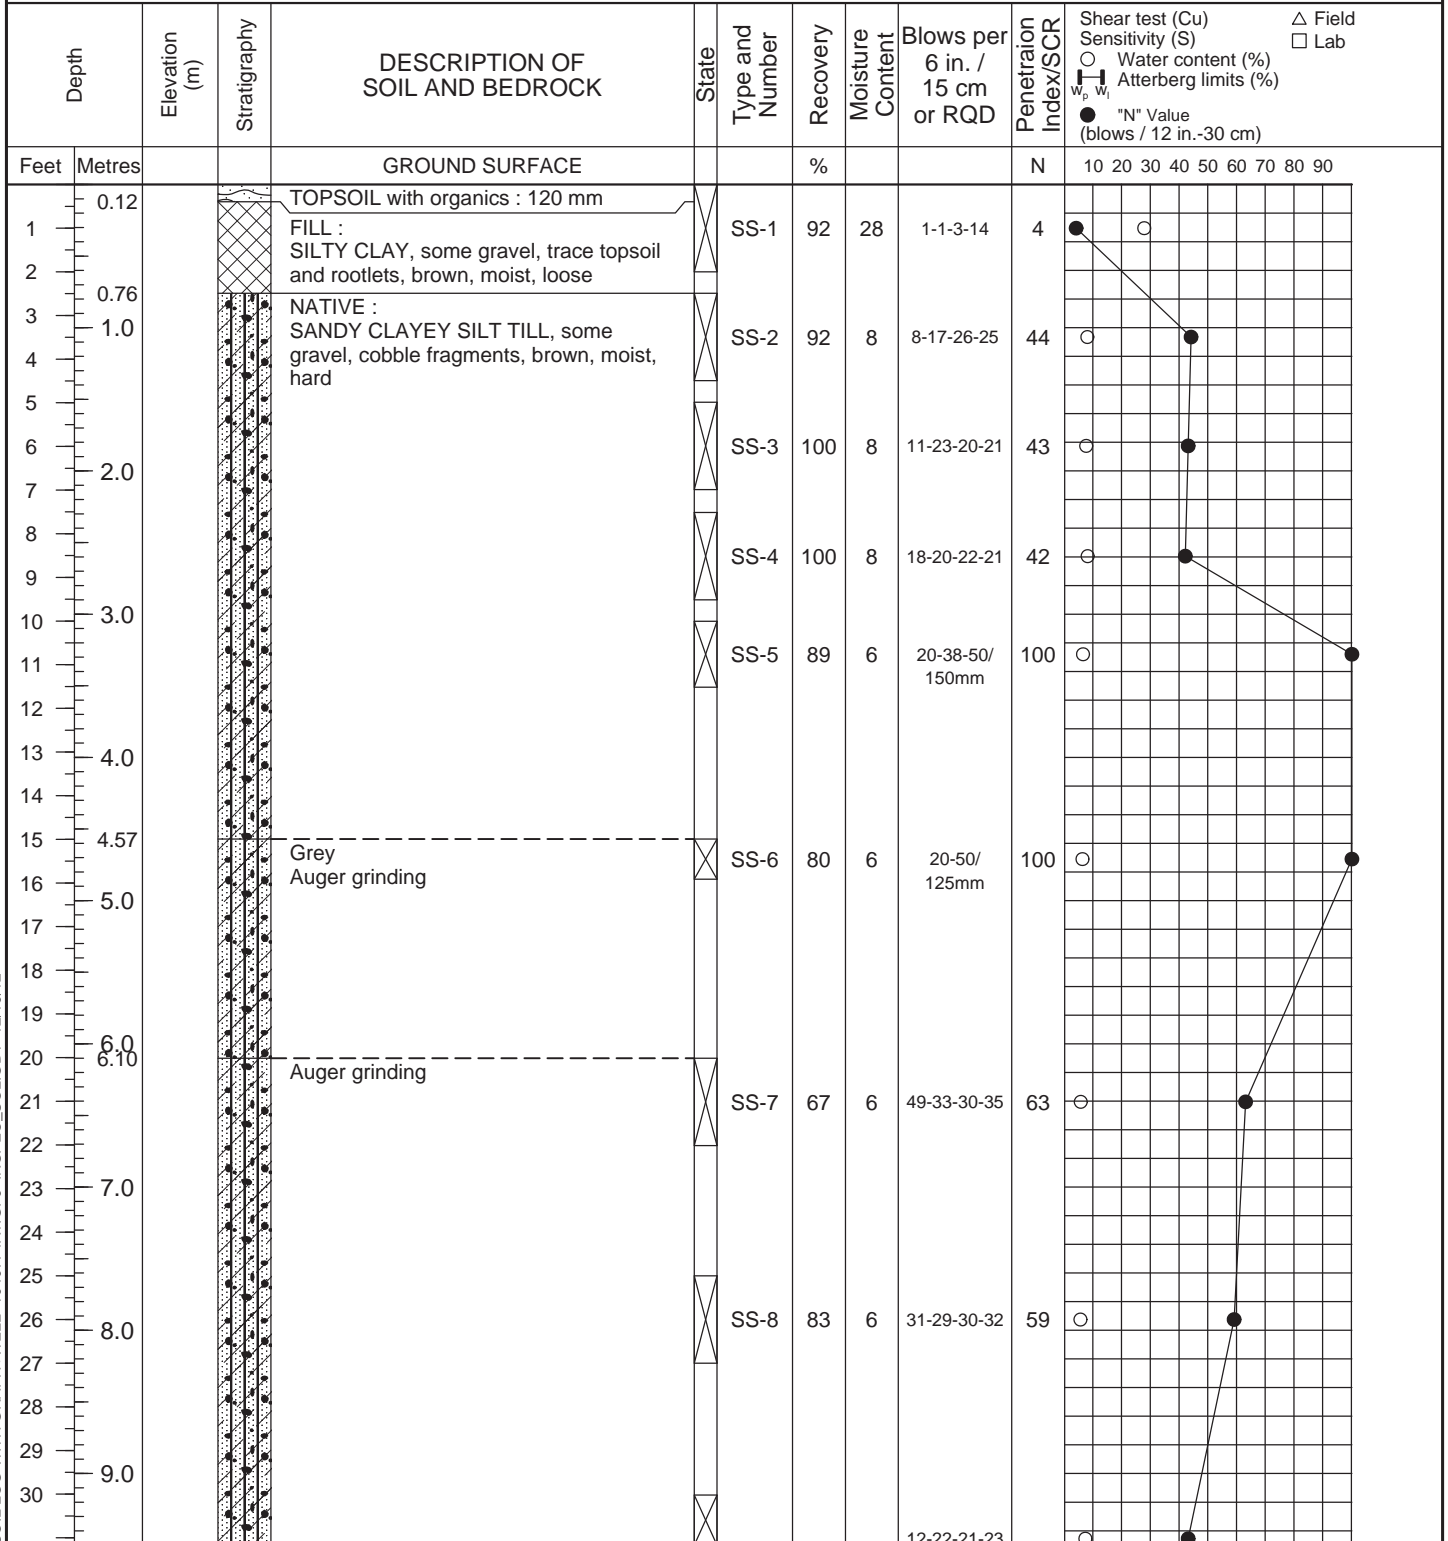 Depth
Elevation (m)
Stratigraphy
DESCRIPTION OF
SOIL AND BEDROCK
State
Type and Number
Recovery
Moisture Content
Blows per
6 in. /
15 cm
or RQD
Penetraion Index/SCR
Shear test (Cu) △ Field
Sensitivity (S) □ Lab
○ Water content (%)
Wp Wl Atterberg limits (%)
● "N" Value
(blows / 12 in.-30 cm)
Feet Metres GROUND SURFACE % N 10 20 30 40 50 60 70 80 90
0.12 TOPSOIL with organics : 120 mm
1 FILL : SS-1 92 28 1-1-3-14 4
SILTY CLAY, some gravel, trace topsoil
2 and rootlets, brown, moist, loose
0.76
NATIVE :
3 1.0 SANDY CLAYEY SILT TILL, some SS-2 92 8 8-17-26-25 44
4 gravel, cobble fragments, brown, moist,
hard
5
6 SS-3 100 8 11-23-20-21 43
2.0
7
8
SS-4 100 8 18-20-22-21 42
9
10 3.0
11 SS-5 89 6 20-38-50/ 100
150mm
12
13 4.0
14
15 4.57
Grey SS-6 80 6 20-50/ 100
16 Auger grinding 125mm
5.0
17
18
19
6.0
20 6.10
Auger grinding
21 SS-7 67 6 49-33-30-35 63
22
23 7.0
24
25
26 SS-8 83 6 31-29-30-32 59
8.0
27
28
29
9.0
30
12-22-21-23